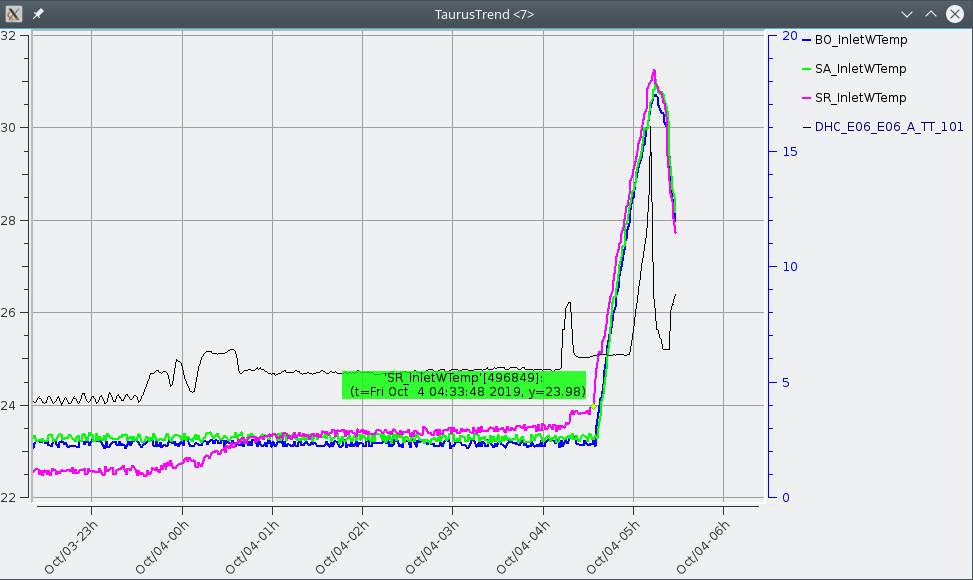 TaurusTrend <7>
32
30
28
26
24
22
20
15
10
5
0
BO_InletWTemp
SA_InletWTemp
SR_InletWTemp
DHC_E06_E06_A_TT_101
'SR_InletWTemp'[496849]:
(t=Fri Oct  4 04:33:48 2019, y=23.98)
Oct/03-23h
Oct/04-00h
Oct/04-01h
Oct/04-02h
Oct/04-03h
Oct/04-04h
Oct/04-05h
Oct/04-06h